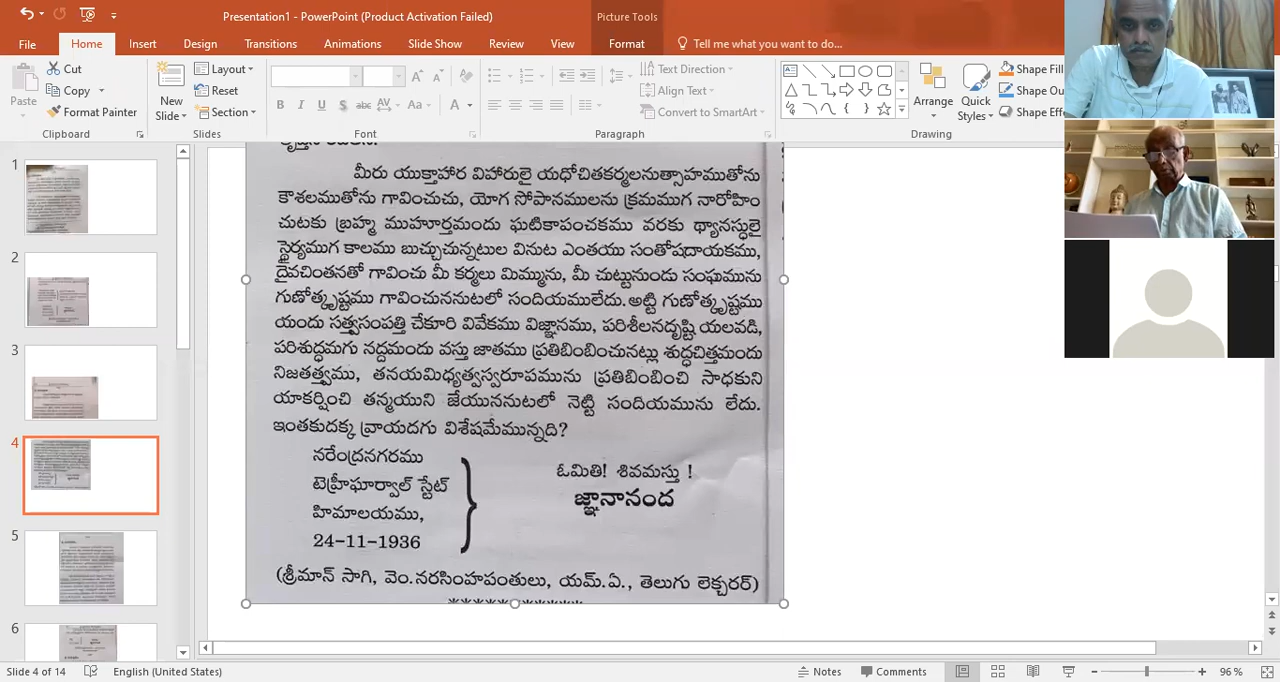 Presentation1 - PowerPoint (Product Activation Failed)
Picture Tools
File
Home
Insert
Design
Transitions
Animations
Slide Show
Review
View
Format
Tell me what you want to do...
Paste
Cut
Copy
Format Painter
Clipboard
New Slide
Layout
Reset
Section
Slides
Font
Text Direction
Align Text
Convert to SmartArt
Paragraph
Arrange
Quick Styles
Shape Fill
Shape Ou
Shape Effe
Drawing
1
2
3
4
5
6
మీరు యుక్తాహార విహారులై యధోచితకర్మలనుత్సాహముతోను
కౌశలముతోను గావించుచు, యాగ సోపానములను క్రమముగ నారోహిం
చుటకు బ్రహ్మ ముహూర్తమందు ఘటికాపంచకము వరకు ధ్యానస్థులై
స్థైర్యముగ కాలము బుచ్చుచున్నటుల వినుట ఎంతయు సంతోషదాయకము,
దైవచింతనతో గావించు మీ కర్మలు మిమ్మును, మీ చుట్టునుండు సంఘమును
గుణోత్కృష్టము గావించుననుటలో సందియములేదు. అట్టి గుణోత్కృష్టము
యందు సత్త్వసంపత్తి చేకూరి వివేకము విజ్ఞానము, పరిశీలనదృష్టి యలవడి,
పరిశుద్ధమగు నద్దమందు వస్తు జాతము ప్రతిబింబించునట్లు శుద్ధచిత్తమందు
నిజతత్త్వము, తనయమిధ్యత్వస్వరూపమును ప్రతిబింబించి సాధకుని
యాకర్షించి తన్మయుని జేయుననుటలో నెట్టి సందియమును లేదు.
ఇంతకుదక్క వ్రాయదగు విశేషమేమున్నది?
నరేంద్రనగరము
టెహ్రీఘర్వాల్ స్టేట్
హిమాలయము,
24-11-1936
ఓమితి! శివమస్తు !
జ్ఞానానంద
(శ్రీమాన్ సాగి, వెం.నరసింహపంతులు, యమ్.ఏ., తెలుగు లెక్చరర్)
Slide 4 of 14
English (United States)
Notes
Comments
96 %